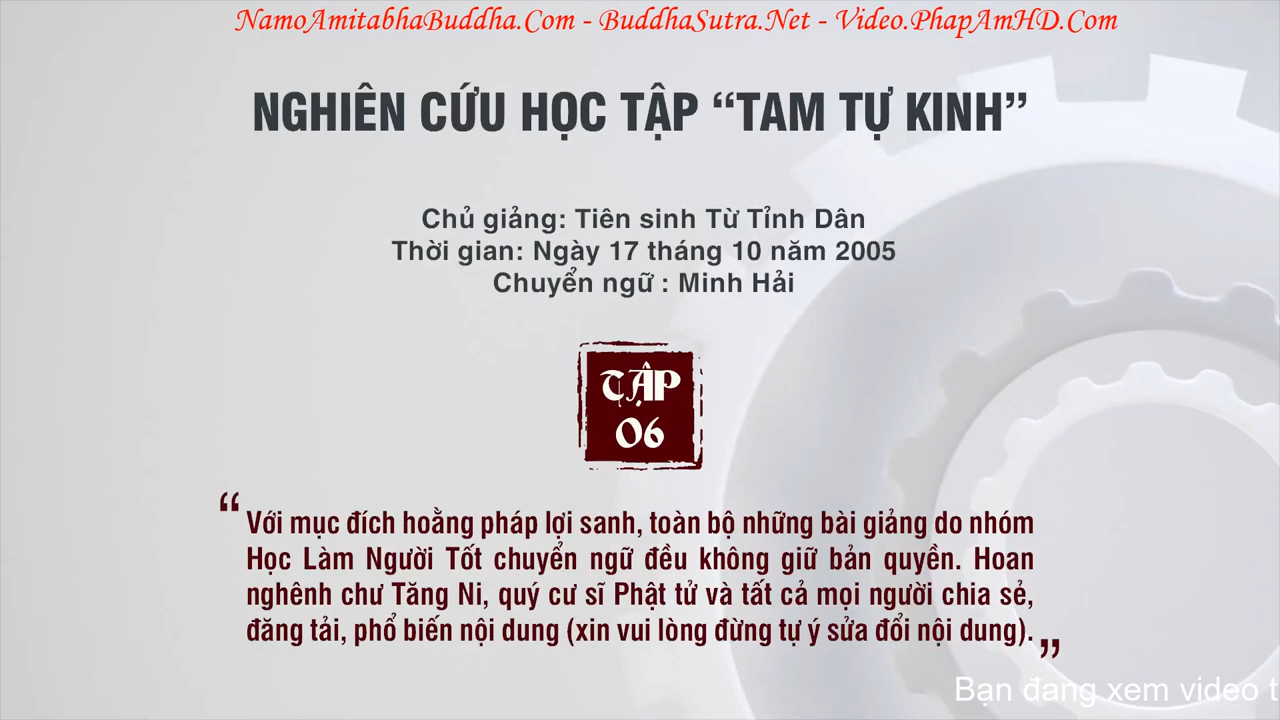 NamoAmitabhaBuddha.Com - BuddhaSutra.Net - Video.PhapAmHD.Com
NGHIÊN CỨU HỌC TẬP “TAM TỰ KINH”
Chủ giảng: Tiên sinh Từ Tỉnh Dân
Thời gian: Ngày 17 tháng 10 năm 2005
Chuyển ngữ : Minh Hải
TẬP
06
“Với mục đích hoằng pháp lợi sanh, toàn bộ những bài giảng do nhóm
Học Làm Người Tốt chuyển ngữ đều không giữ bản quyền. Hoan
nghênh chư Tăng Ni, quý cư sĩ Phật tử và tất cả mọi người chia sẻ,
đăng tải, phổ biến nội dung (xin vui lòng đừng tự ý sửa đổi nội dung).”
Bạn đang xem video t